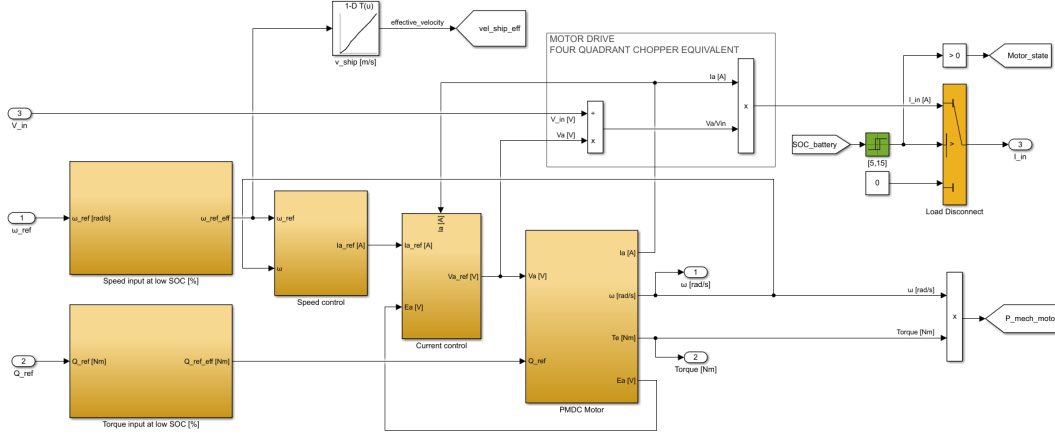 1-D T(u)
effective_velocity
vel_ship_eff
v_ship [m/s]
MOTOR DRIVE
FOUR QUADRANT CHOPPER EQUIVALENT
> 0
Motor_state
Ia [A]
x
3
V_in
V_in [V]
÷
Va [V]
x
Va/Vin
I_in [A]
SOC_battery
[5,15]
>
3
I_in
0
Load Disconnect
1
ω_ref
ω_ref [rad/s]
ω_ref_eff
Speed input at low SOC [%]
ω_ref
ω
Ia_ref [A]
Speed control
Ia [A]
Ia_ref [A]
Va_ref [V]
Ea [V]
Current control
Va [V]
Q_ref
Ia [A]
ω [rad/s]
Te [Nm]
Ea [V]
PMDC Motor
1
ω [rad/s]
2
Torque [Nm]
ω [rad/s]
x
Torque [Nm]
P_mech_moto
2
Q_ref
Q_ref [Nm]
Q_ref_eff [Nm]
Torque input at low SOC [%]